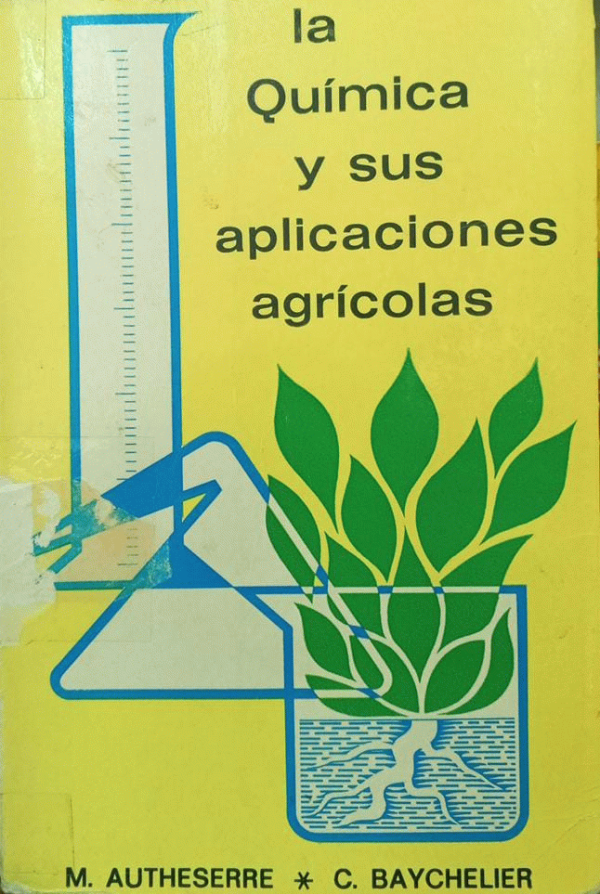 la
Química
y sus
aplicaciones
agrícolas
M. AUTHESERRE * C. BAYCHELIER